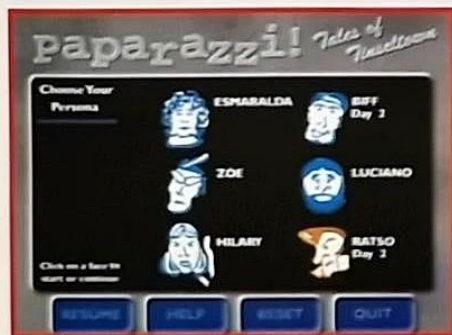 paparazzi! Tales of
Tinseltown
Choose Your
Persona
ESMARALDA
BIFF
Day 2
ZOE
LUCIANO
HILARY
RATSO
Day 2
Click on a face to
start or continue
RESUME
HELP
RESET
QUIT